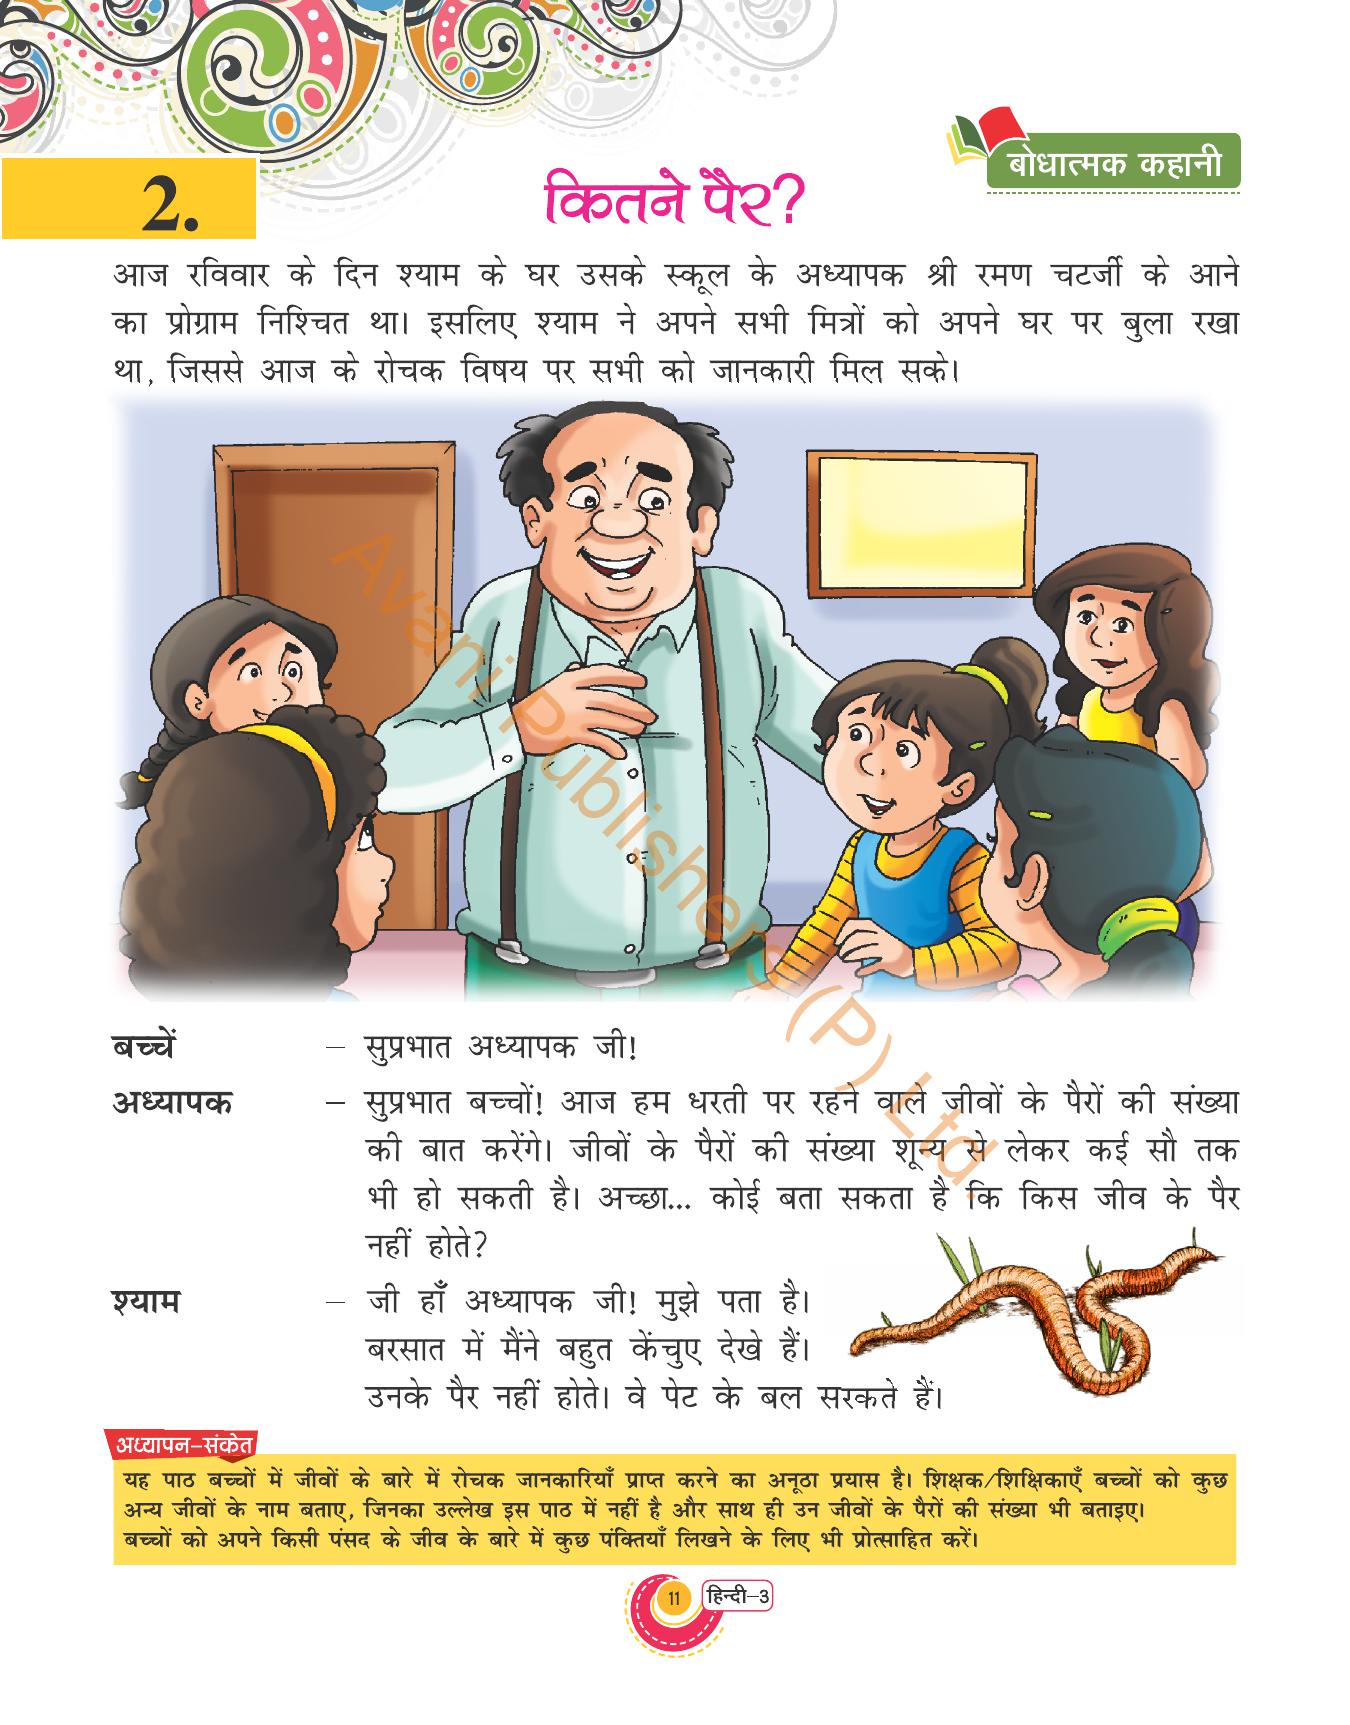 बोधात्मक कहानी
2.
कितने पैर?
आज रविवार के दिन श्याम के घर उसके स्कूल के अध्यापक श्री रमण चटर्जी के आने
का प्रोग्राम निश्चित था। इसलिए श्याम ने अपने सभी मित्रों को अपने घर पर बुला रखा
था, जिससे आज के रोचक विषय पर सभी को जानकारी मिल सके।
Avani Publishers (P) Ltd.
बच्चें – सुप्रभात अध्यापक जी!
अध्यापक – सुप्रभात बच्चों! आज हम धरती पर रहने वाले जीवों के पैरों की संख्या
की बात करेंगे। जीवों के पैरों की संख्या शून्य से लेकर कई सौ तक
भी हो सकती है। अच्छा... कोई बता सकता है कि किस जीव के पैर
नहीं होते?
श्याम – जी हाँ अध्यापक जी! मुझे पता है।
बरसात में मैंने बहुत केंचुए देखे हैं।
उनके पैर नहीं होते। वे पेट के बल सरकते हैं।
अध्यापन–संकेत
यह पाठ बच्चों में जीवों के बारे में रोचक जानकारियाँ प्राप्त करने का अनूठा प्रयास है। शिक्षक/शिक्षिकाएँ बच्चों को कुछ
अन्य जीवों के नाम बताए, जिनका उल्लेख इस पाठ में नहीं है और साथ ही उन जीवों के पैरों की संख्या भी बताइए।
बच्चों को अपने किसी पंसद के जीव के बारे में कुछ पंक्तियाँ लिखने के लिए भी प्रोत्साहित करें।
11 हिन्दी–3